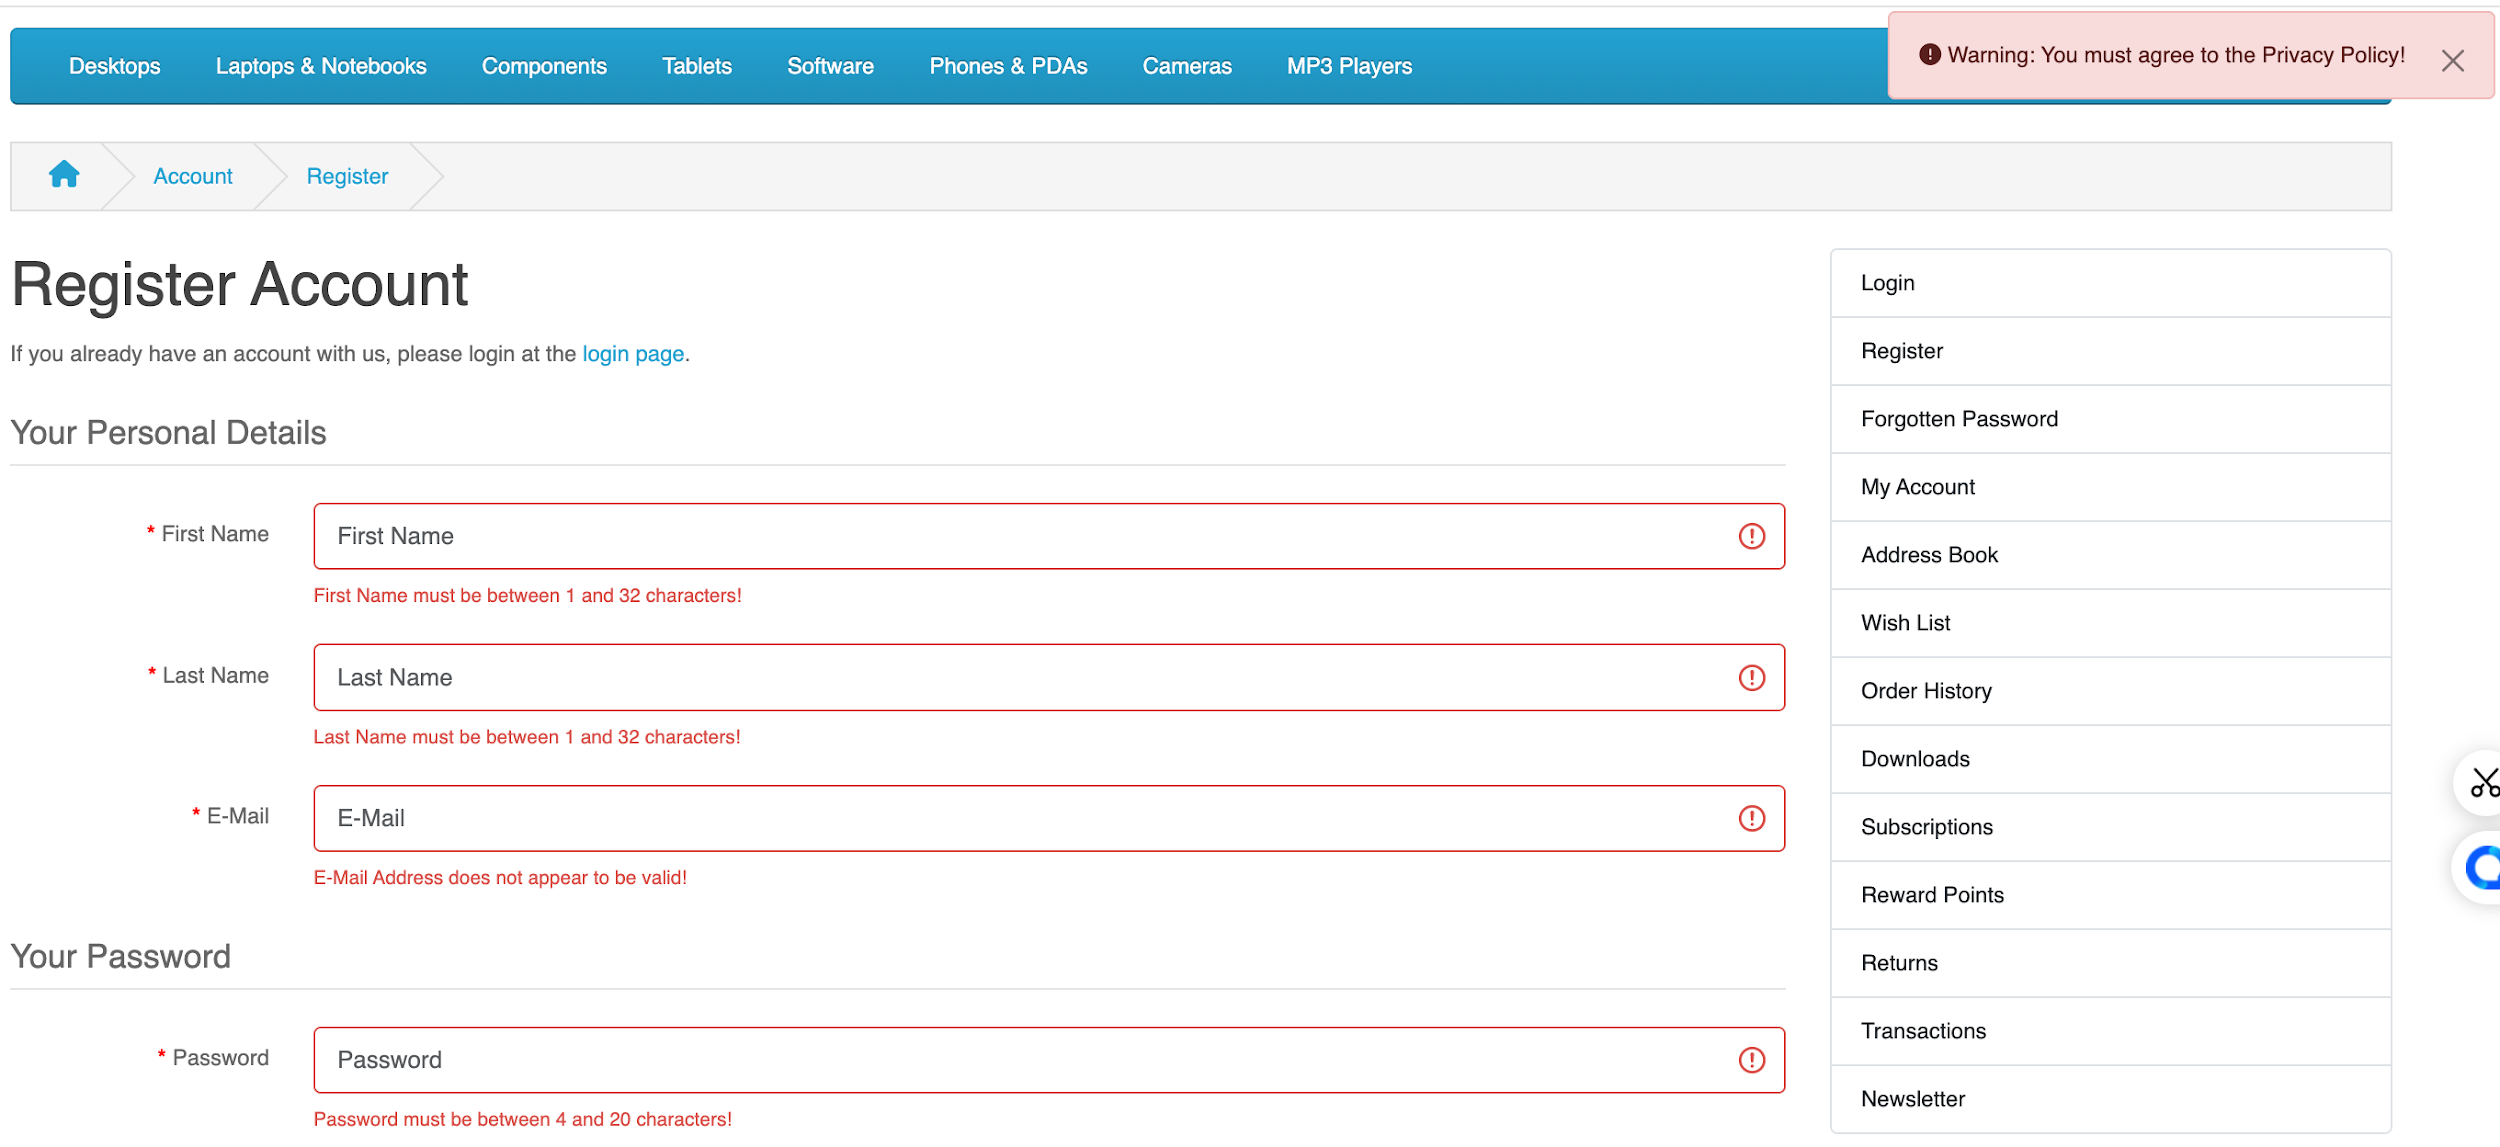 Desktops Laptops & Notebooks Components Tablets Software Phones & PDAs Cameras MP3 Players
Warning: You must agree to the Privacy Policy!
Account Register
Register Account
If you already have an account with us, please login at the login page.
Your Personal Details
* First Name
First Name
First Name must be between 1 and 32 characters!
* Last Name
Last Name
Last Name must be between 1 and 32 characters!
* E-Mail
E-Mail
E-Mail Address does not appear to be valid!
Your Password
* Password
Password
Password must be between 4 and 20 characters!
Login
Register
Forgotten Password
My Account
Address Book
Wish List
Order History
Downloads
Subscriptions
Reward Points
Returns
Transactions
Newsletter